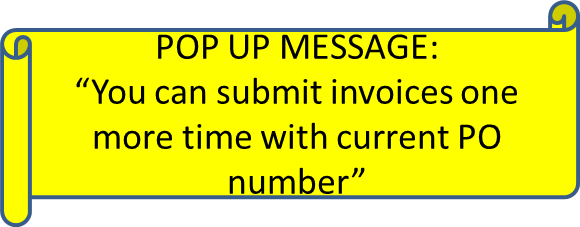 POP UP MESSAGE:
“You can submit invoices one
more time with current PO
number”